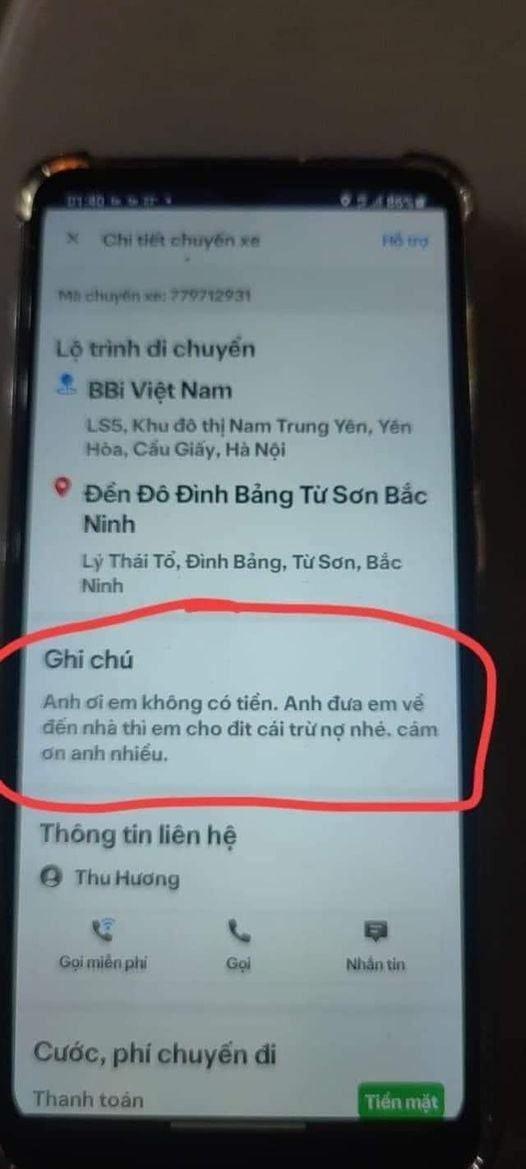 01:40
86%
× Chi tiết chuyến xe Hỗ trợ
Mã chuyến xe: 779712931
Lộ trình di chuyển
BBi Việt Nam
LS5, Khu đô thị Nam Trung Yên, Yên
Hòa, Cầu Giấy, Hà Nội
Đền Đô Đình Bảng Từ Sơn Bắc
Ninh
Lý Thái Tổ, Đình Bảng, Từ Sơn, Bắc
Ninh
Ghi chú
Anh ơi em không có tiền. Anh đưa em về
đến nhà thì em cho đit cái trừ nợ nhé. cảm
ơn anh nhiều.
Thông tin liên hệ
Thu Hương
Gọi miễn phí Gọi Nhắn tin
Cước, phí chuyến đi
Thanh toán Tiền mặt